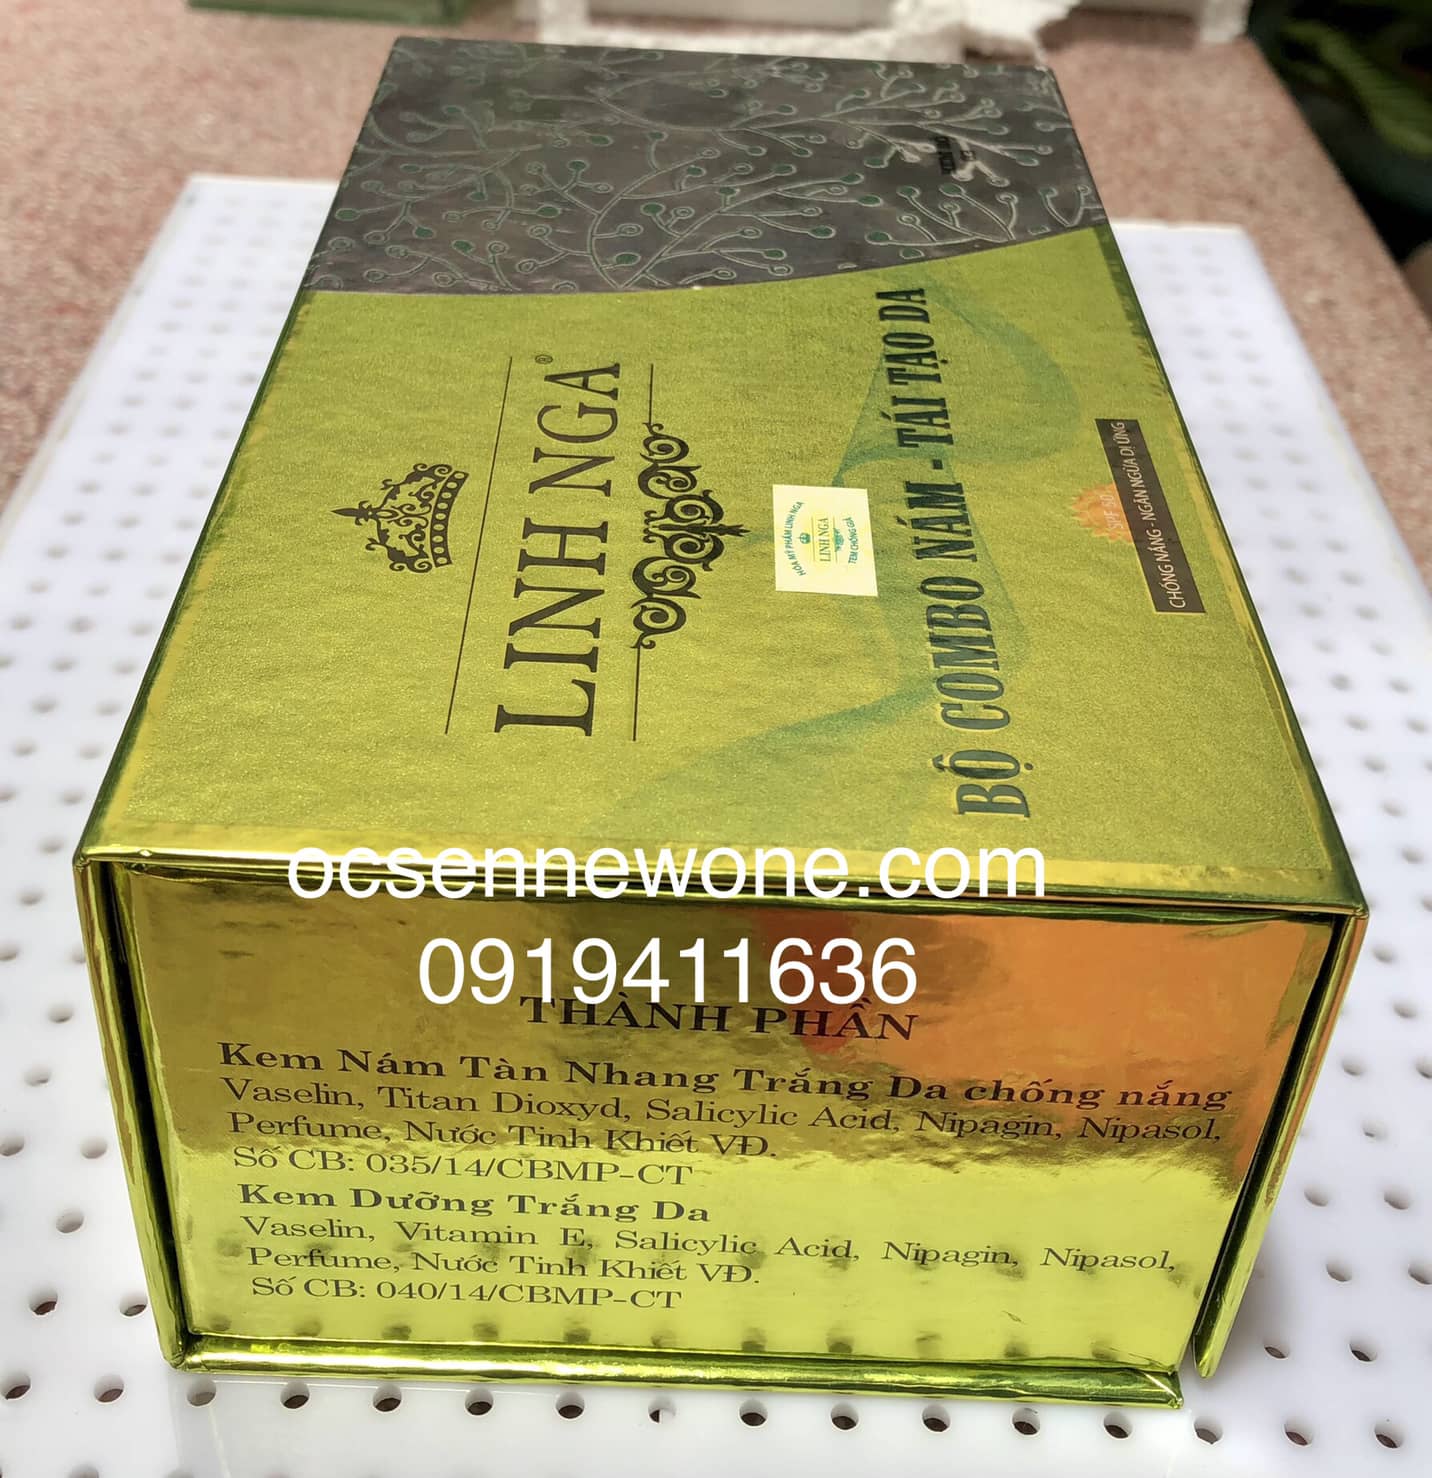 LINH NGA®
HÓA MỸ PHẨM LINH NGA
LINH NGA
TEM CHỐNG GIẢ
BỘ COMBO NÁM - TÁI TẠO DA
SPF 50
CHỐNG NẮNG - NGĂN NGỪA DỊ ỨNG
ocsennewone.com
0919411636
THÀNH PHẦN
Kem Nám Tàn Nhang Trắng Da chống nắng
Vaselin, Titan Dioxyd, Salicylic Acid, Nipagin, Nipasol,
Perfume, Nước Tinh Khiết VĐ.
Số CB: 035/14/CBMP-CT
Kem Dưỡng Trắng Da
Vaselin, Vitamin E, Salicylic Acid, Nipagin, Nipasol,
Perfume, Nước Tinh Khiết VĐ.
Số CB: 040/14/CBMP-CT